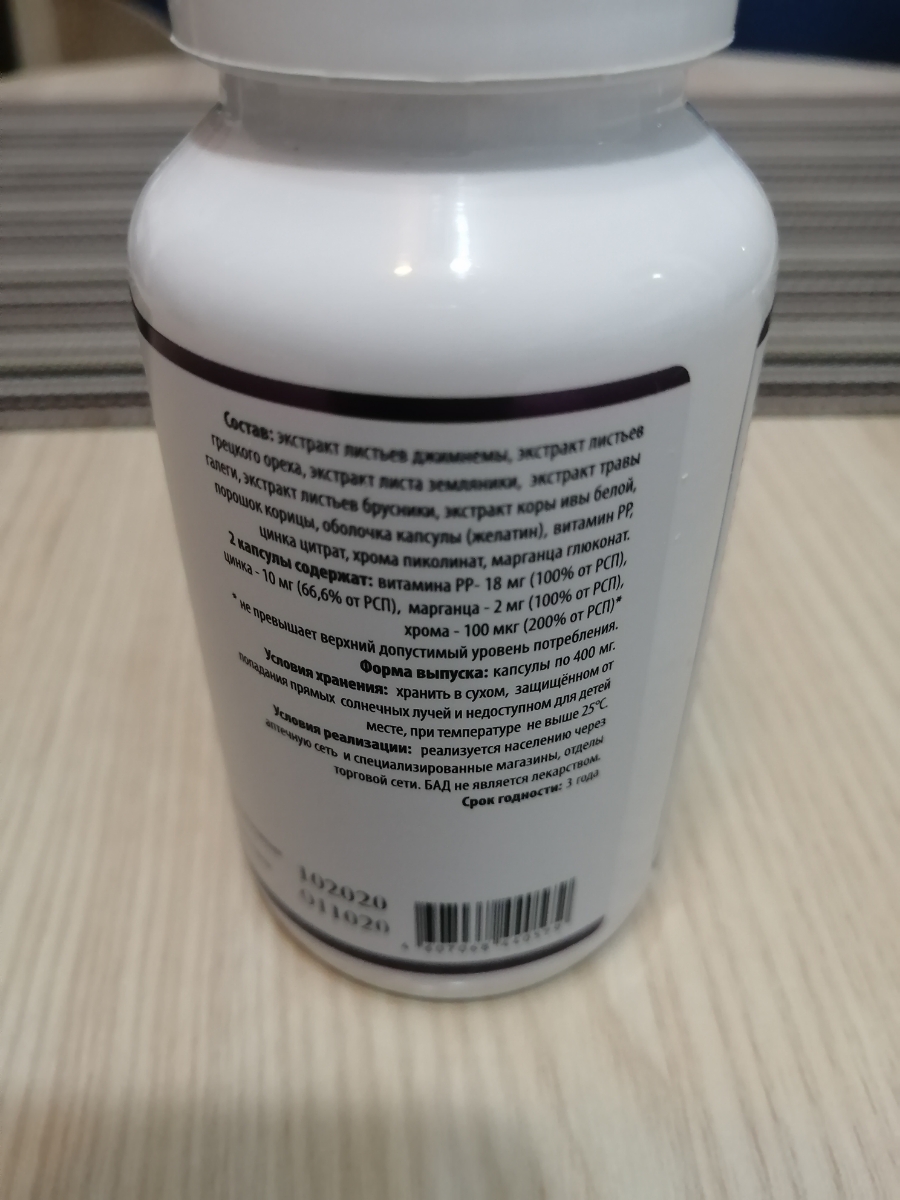 Состав: экстракт листьев джимнемы, экстракт листьев
грецкого ореха, экстракт листа земляники, экстракт травы
галеги, экстракт листьев брусники, экстракт коры ивы белой,
порошок корицы, оболочка капсулы (желатин), витамин РР,
цинка цитрат, хрома пиколинат, марганца глюконат.
2 капсулы содержат: витамина РР- 18 мг (100% от РСП),
цинка - 10 мг (66,6% от РСП), марганца - 2 мг (100% от РСП),
хрома - 100 мкг (200% от РСП)*
* не превышает верхний допустимый уровень потребления.
Форма выпуска: капсулы по 400 мг.
Условия хранения: хранить в сухом, защищённом от
попадания прямых солнечных лучей и недоступном для детей
месте, при температуре не выше 25°С.
Условия реализации: реализуется населению через
аптечную сеть и специализированные магазины, отделы
торговой сети. БАД не является лекарством.
Срок годности: 3 года
102020
011020